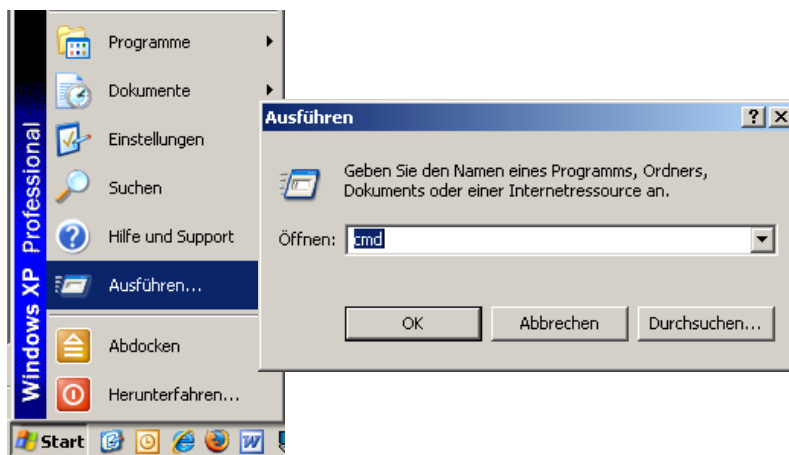 Programme
Dokumente
Einstellungen
Suchen
Hilfe und Support
Ausführen...
Abdocken
Herunterfahren...
Windows XP Professional
Start
Ausführen
Geben Sie den Namen eines Programms, Ordners,
Dokuments oder einer Internetressource an.
Öffnen: cmd
OK Abbrechen Durchsuchen...